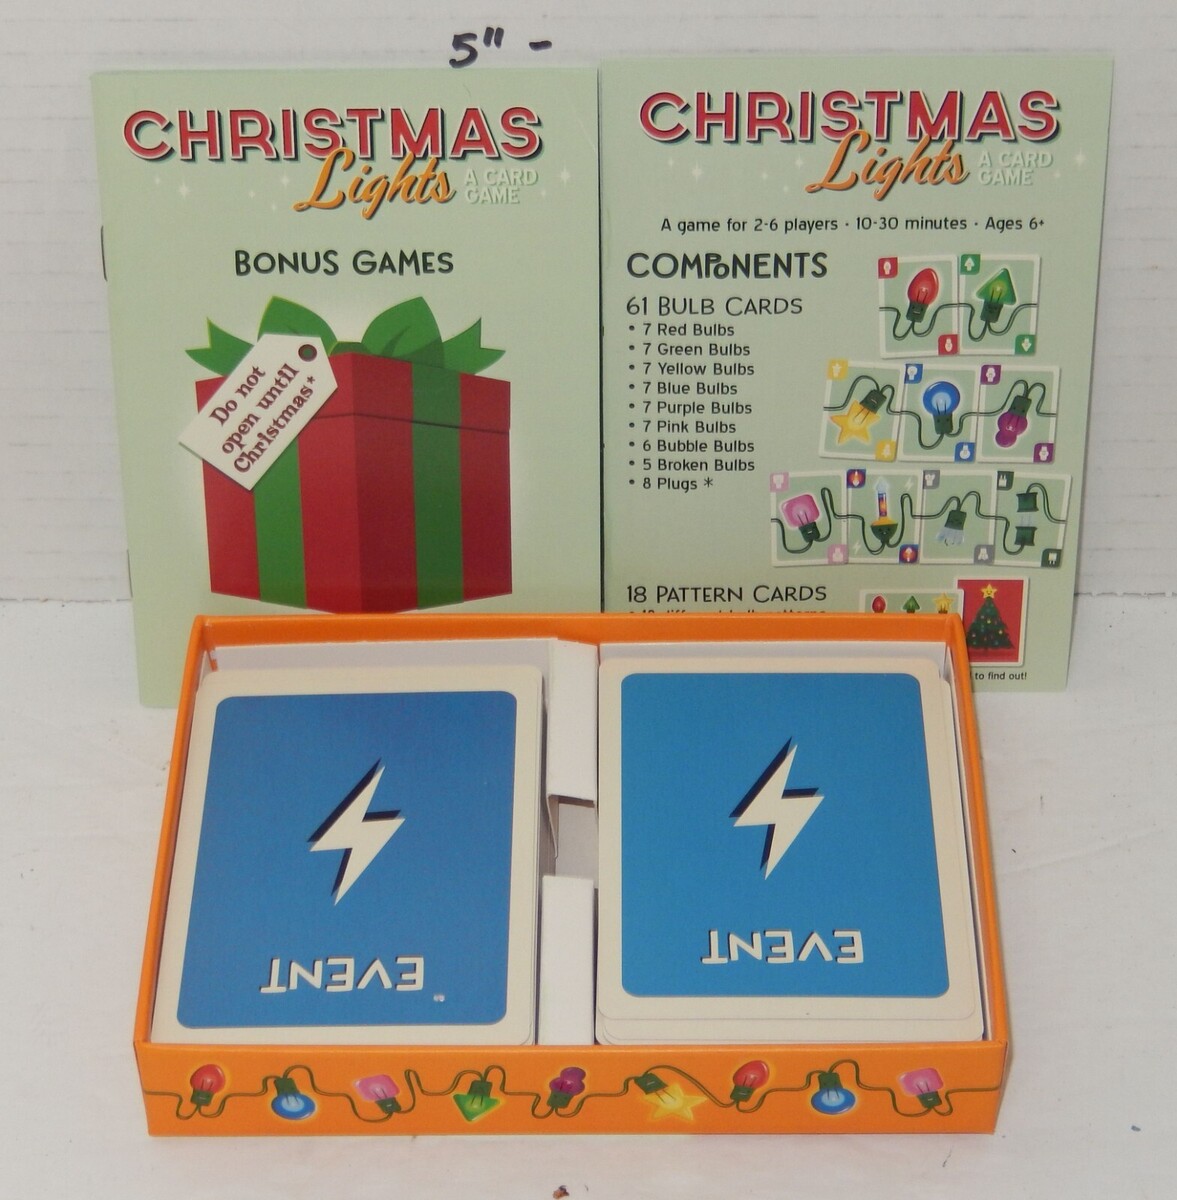 5" -
CHRISTMAS
Lights
A CARD
GAME
BONUS GAMES
Do not
open until
Christmas*
CHRISTMAS
Lights
A CARD
GAME
A game for 2-6 players · 10-30 minutes · Ages 6+
COMPONENTS
61 BULB CARDS
• 7 Red Bulbs
• 7 Green Bulbs
• 7 Yellow Bulbs
• 7 Blue Bulbs
• 7 Purple Bulbs
• 7 Pink Bulbs
• 6 Bubble Bulbs
• 5 Broken Bulbs
• 8 Plugs *
18 PATTERN CARDS
to find out!
EVENT
EVENT